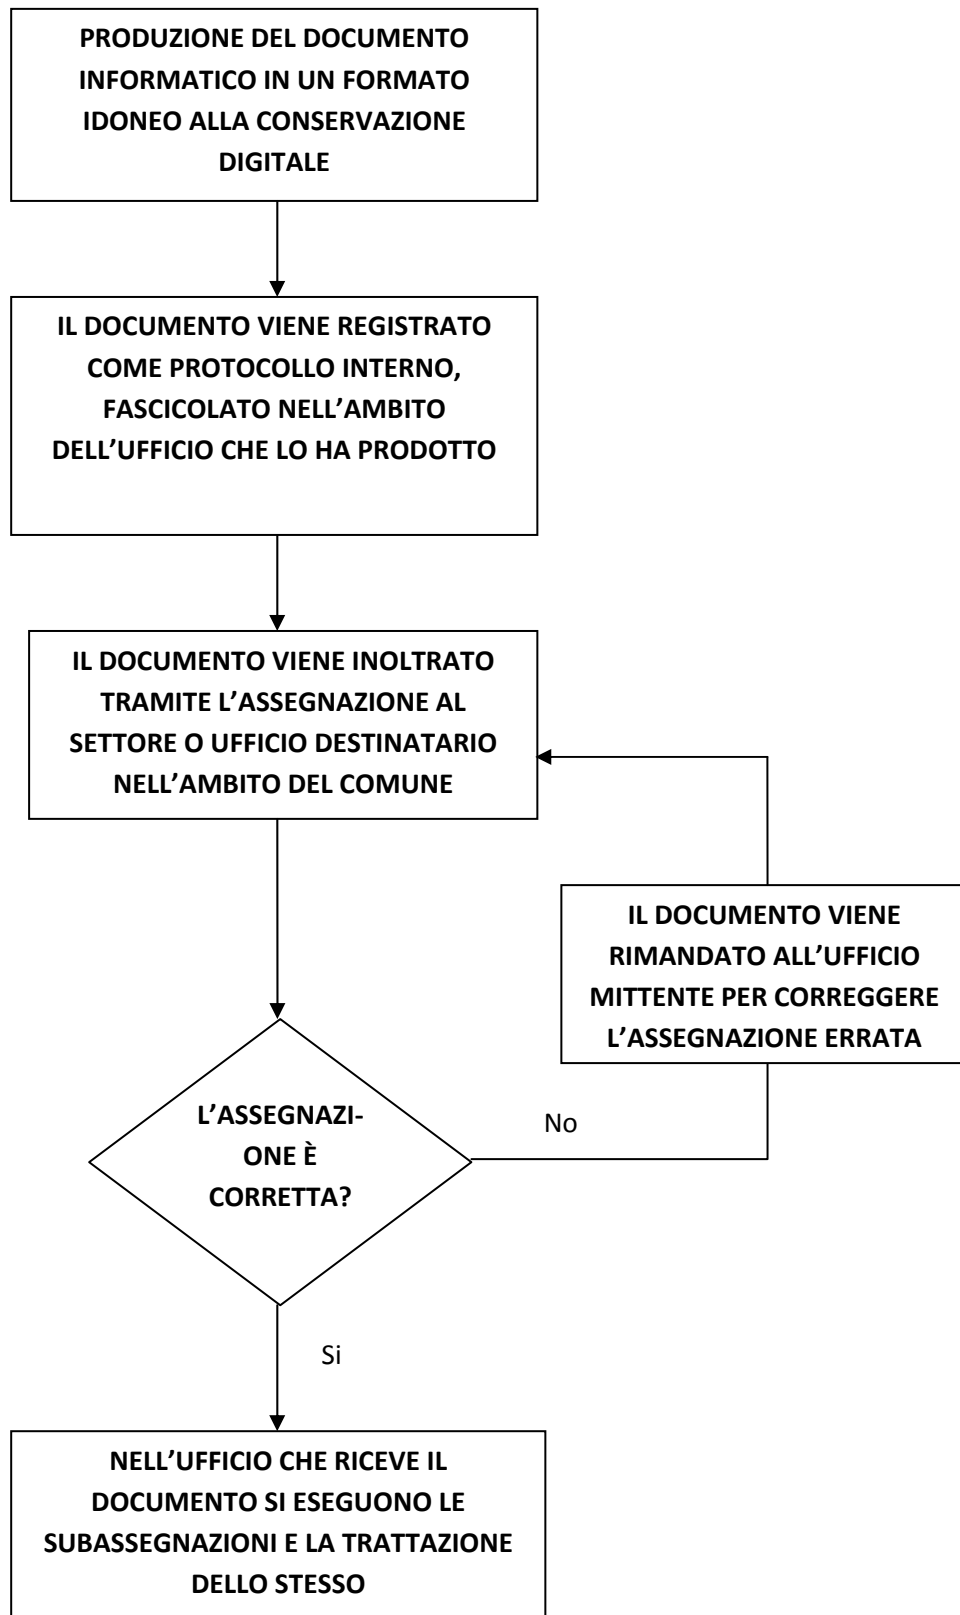 PRODUZIONE DEL DOCUMENTO
INFORMATICO IN UN FORMATO
IDONEO ALLA CONSERVAZIONE
DIGITALE
IL DOCUMENTO VIENE REGISTRATO
COME PROTOCOLLO INTERNO,
FASCICOLATO NELL’AMBITO
DELL’UFFICIO CHE LO HA PRODOTTO
IL DOCUMENTO VIENE INOLTRATO
TRAMITE L’ASSEGNAZIONE AL
SETTORE O UFFICIO DESTINATARIO
NELL’AMBITO DEL COMUNE
IL DOCUMENTO VIENE
RIMANDATO ALL’UFFICIO
MITTENTE PER CORREGGERE
L’ASSEGNAZIONE ERRATA
L’ASSEGNAZI-
ONE È
CORRETTA?
No
Si
NELL’UFFICIO CHE RICEVE IL
DOCUMENTO SI ESEGUONO LE
SUBASSEGNAZIONI E LA TRATTAZIONE
DELLO STESSO